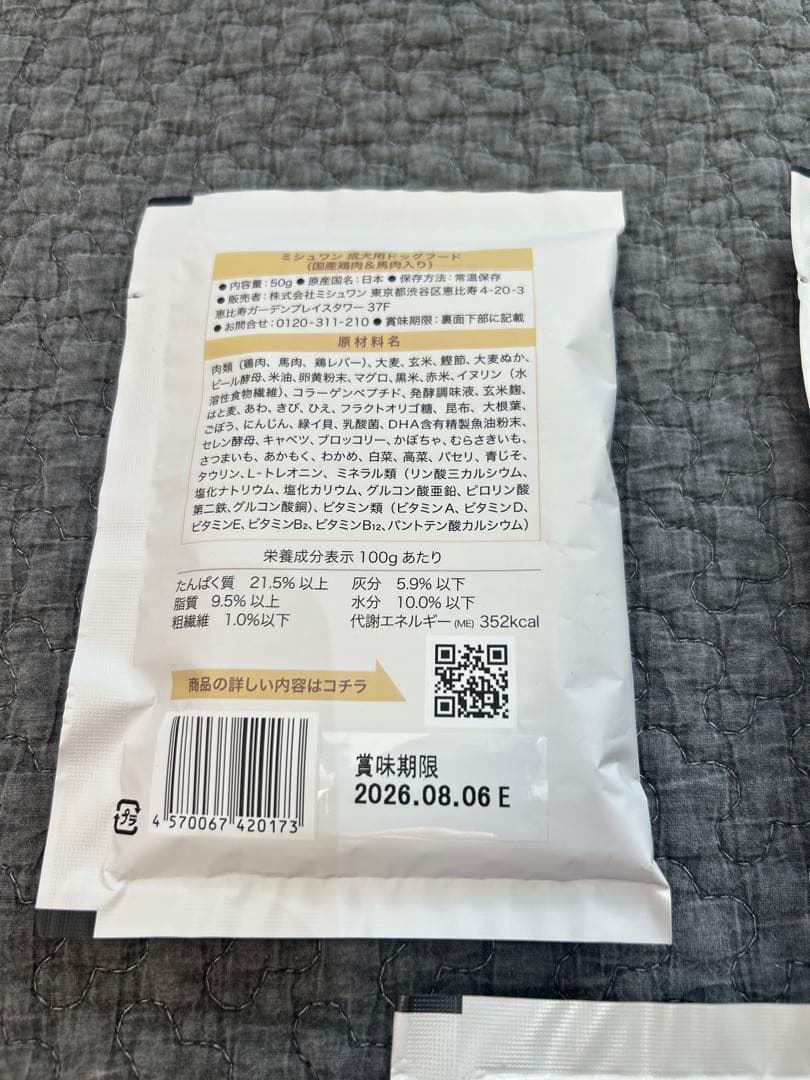 ミシュワン 成犬用ドッグフード
(国産鶏肉&馬肉入り)
●内容量:50g ●原産国名:日本 ●保存方法:常温保存
●販売者:株式会社ミシュワン 東京都渋谷区恵比寿4-20-3
恵比寿ガーデンプレイスタワー 37F
●お問合せ:0120-311-210 ●賞味期限:裏面下部に記載
原材料名
肉類(鶏肉、馬肉、鶏レバー)、大麦、玄米、鰹節、大麦ぬか、
ビール酵母、米油、卵黄粉末、マグロ、黒米、赤米、イヌリン(水
溶性食物繊維)、コラーゲンペプチド、発酵調味液、玄米麹、
はと麦、あわ、きび、ひえ、フラクトオリゴ糖、昆布、大根葉、
ごぼう、にんじん、緑イ貝、乳酸菌、DHA含有精製魚油粉末、
セレン酵母、キャベツ、ブロッコリー、かぼちゃ、むらさきいも、
さつまいも、あかもく、わかめ、白菜、高菜、パセリ、青じそ、
タウリン、L-トレオニン、ミネラル類(リン酸三カルシウム、
塩化ナトリウム、塩化カリウム、グルコン酸亜鉛、ピロリン酸
第二鉄、グルコン酸銅)、ビタミン類(ビタミンA、ビタミンD、
ビタミンE、ビタミンB₂、ビタミンB₁₂、パントテン酸カルシウム)
栄養成分表示 100gあたり
たんぱく質 21.5%以上 灰分 5.9%以下
脂質 9.5%以上 水分 10.0%以下
粗繊維 1.0%以下 代謝エネルギー(ME) 352kcal
商品の詳しい内容はコチラ
賞味期限
2026.08.06 E
プラ
4 570067 420173